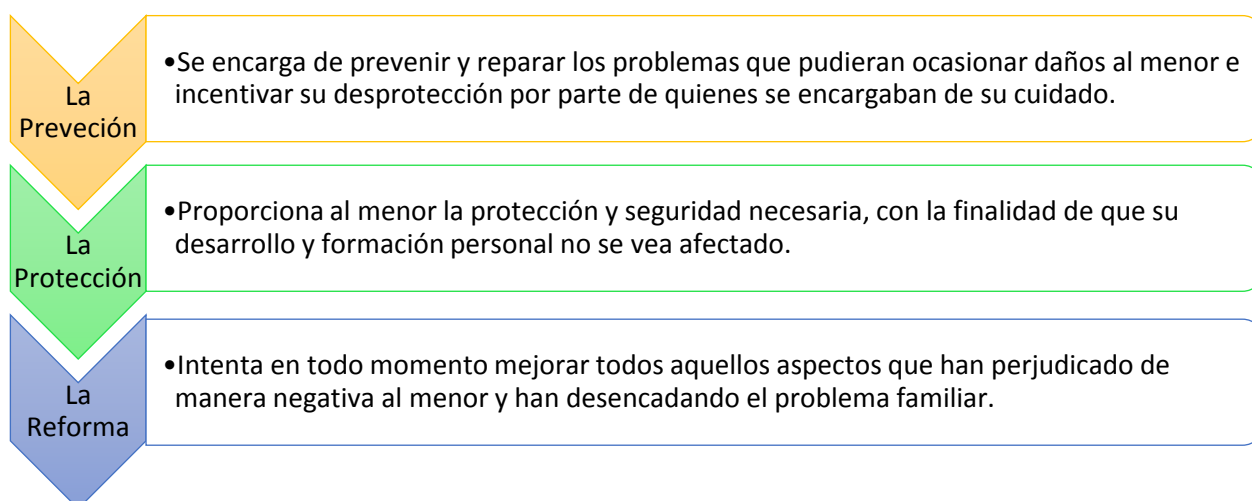 La
Preveción
•Se encarga de prevenir y reparar los problemas que pudieran ocasionar daños al menor e
incentivar su desprotección por parte de quienes se encargaban de su cuidado.
La
Protección
•Proporciona al menor la protección y seguridad necesaria, con la finalidad de que su
desarrollo y formación personal no se vea afectado.
La
Reforma
•Intenta en todo momento mejorar todos aquellos aspectos que han perjudicado de
manera negativa al menor y han desencadando el problema familiar.